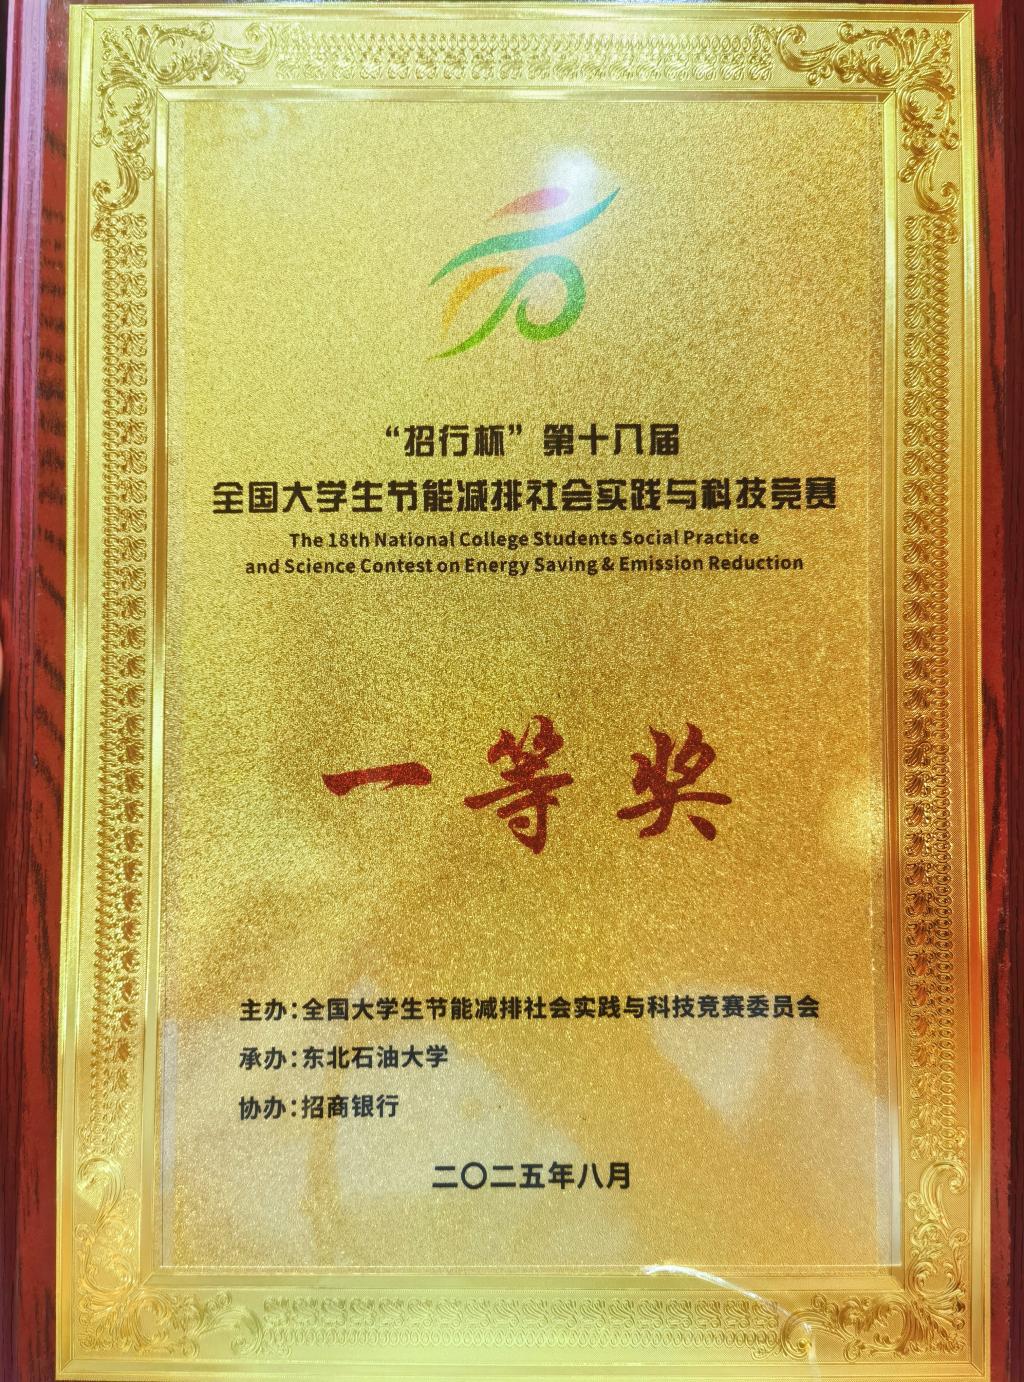 “招行杯”第十八届
全国大学生节能减排社会实践与科技竞赛
The 18th National College Students Social Practice
and Science Contest on Energy Saving & Emission Reduction
一等奖
主办：全国大学生节能减排社会实践与科技竞赛委员会
承办：东北石油大学
协办：招商银行
二〇二五年八月